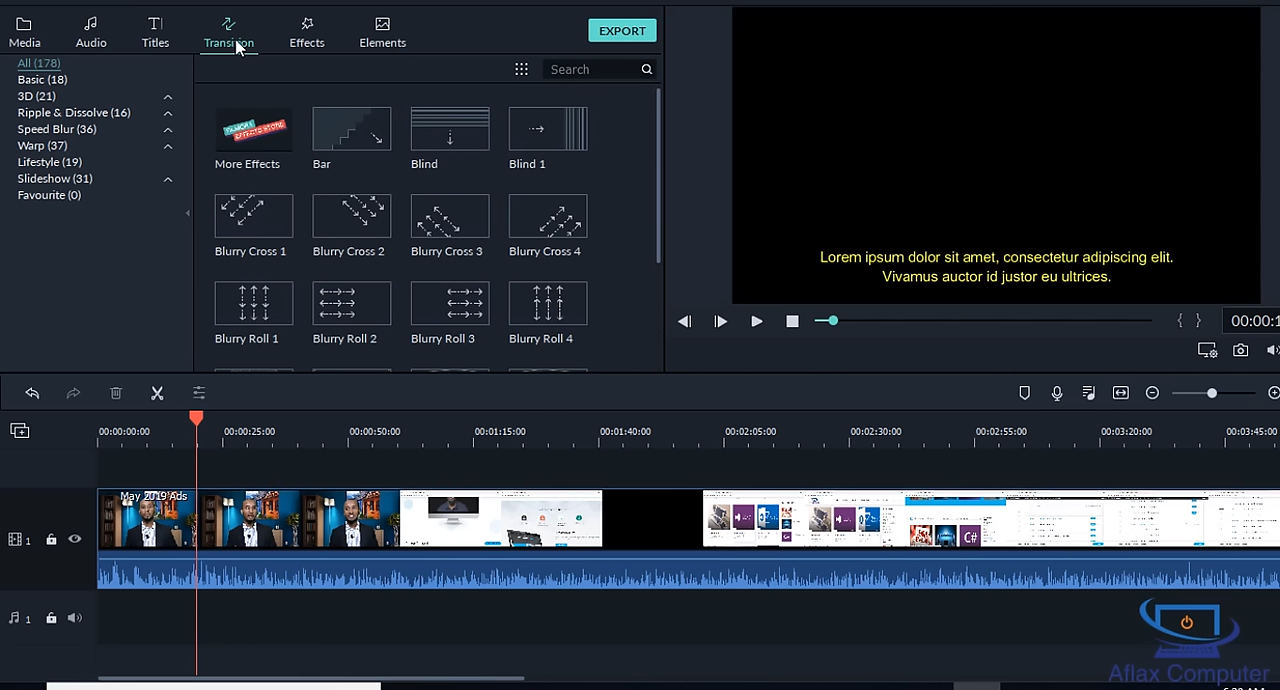 Media
Audio
Titles
Transition
Effects
Elements
EXPORT
All (178)
Basic (18)
3D (21)
Ripple & Dissolve (16)
Speed Blur (36)
Warp (37)
Lifestyle (19)
Slideshow (31)
Favourite (0)
Search
More Effects
Bar
Blind
Blind 1
Blurry Cross 1
Blurry Cross 2
Blurry Cross 3
Blurry Cross 4
Blurry Roll 1
Blurry Roll 2
Blurry Roll 3
Blurry Roll 4
Lorem ipsum dolor sit amet, consectetur adipiscing elit.
Vivamus auctor id justor eu ultrices.
00:00:1
00:00:00:00
00:00:25:00
00:00:50:00
00:01:15:00
00:01:40:00
00:02:05:00
00:02:30:00
00:02:55:00
00:03:20:00
00:03:45:00
May 2019 Ads
C#
1
1
Aflax Computer